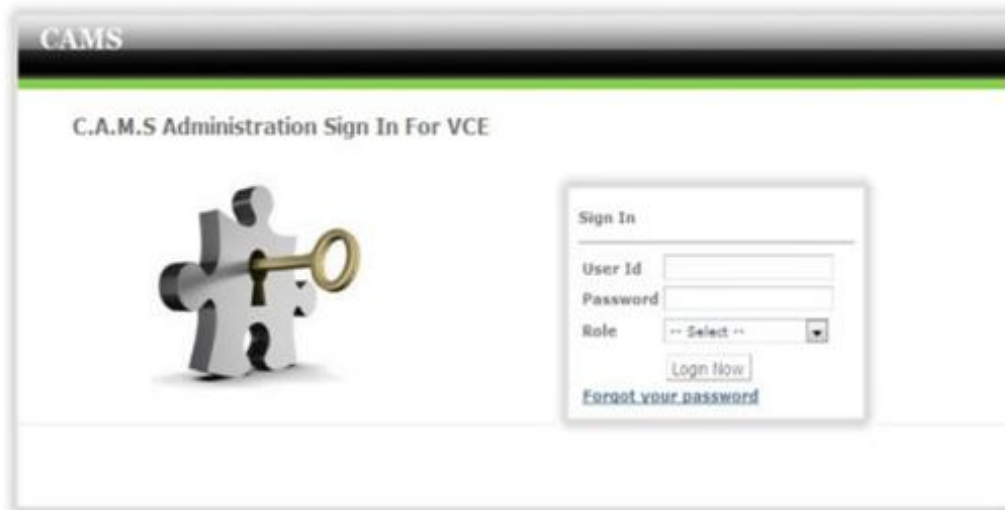 CAMS
C.A.M.S Administration Sign In For VCE
Sign In
User Id
Password
Role -- Select --
Login Now
Forgot your password